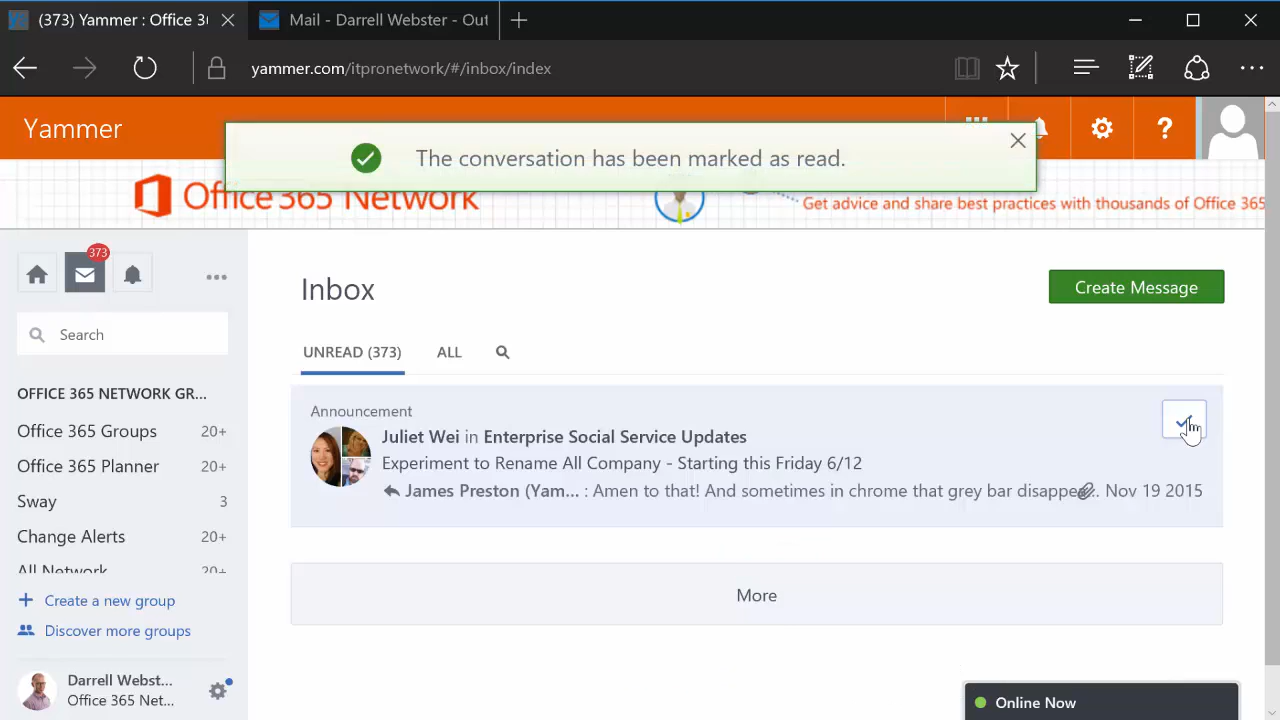 (373) Yammer : Office 3
Mail - Darrell Webster - Out
yammer.com/itpronetwork/#/inbox/index
Yammer
?
The conversation has been marked as read.
Office 365 Network
Get advice and share best practices with thousands of Office 365
373
Inbox
Create Message
Search
UNREAD (373)
ALL
OFFICE 365 NETWORK GR...
Office 365 Groups 20+
Office 365 Planner 20+
Sway 3
Change Alerts 20+
All Network 20+
Create a new group
Discover more groups
Darrell Webst...
Office 365 Net...
Announcement
Juliet Wei in Enterprise Social Service Updates
Experiment to Rename All Company - Starting this Friday 6/12
James Preston (Yam... : Amen to that! And sometimes in chrome that grey bar disappe... Nov 19 2015
More
Online Now